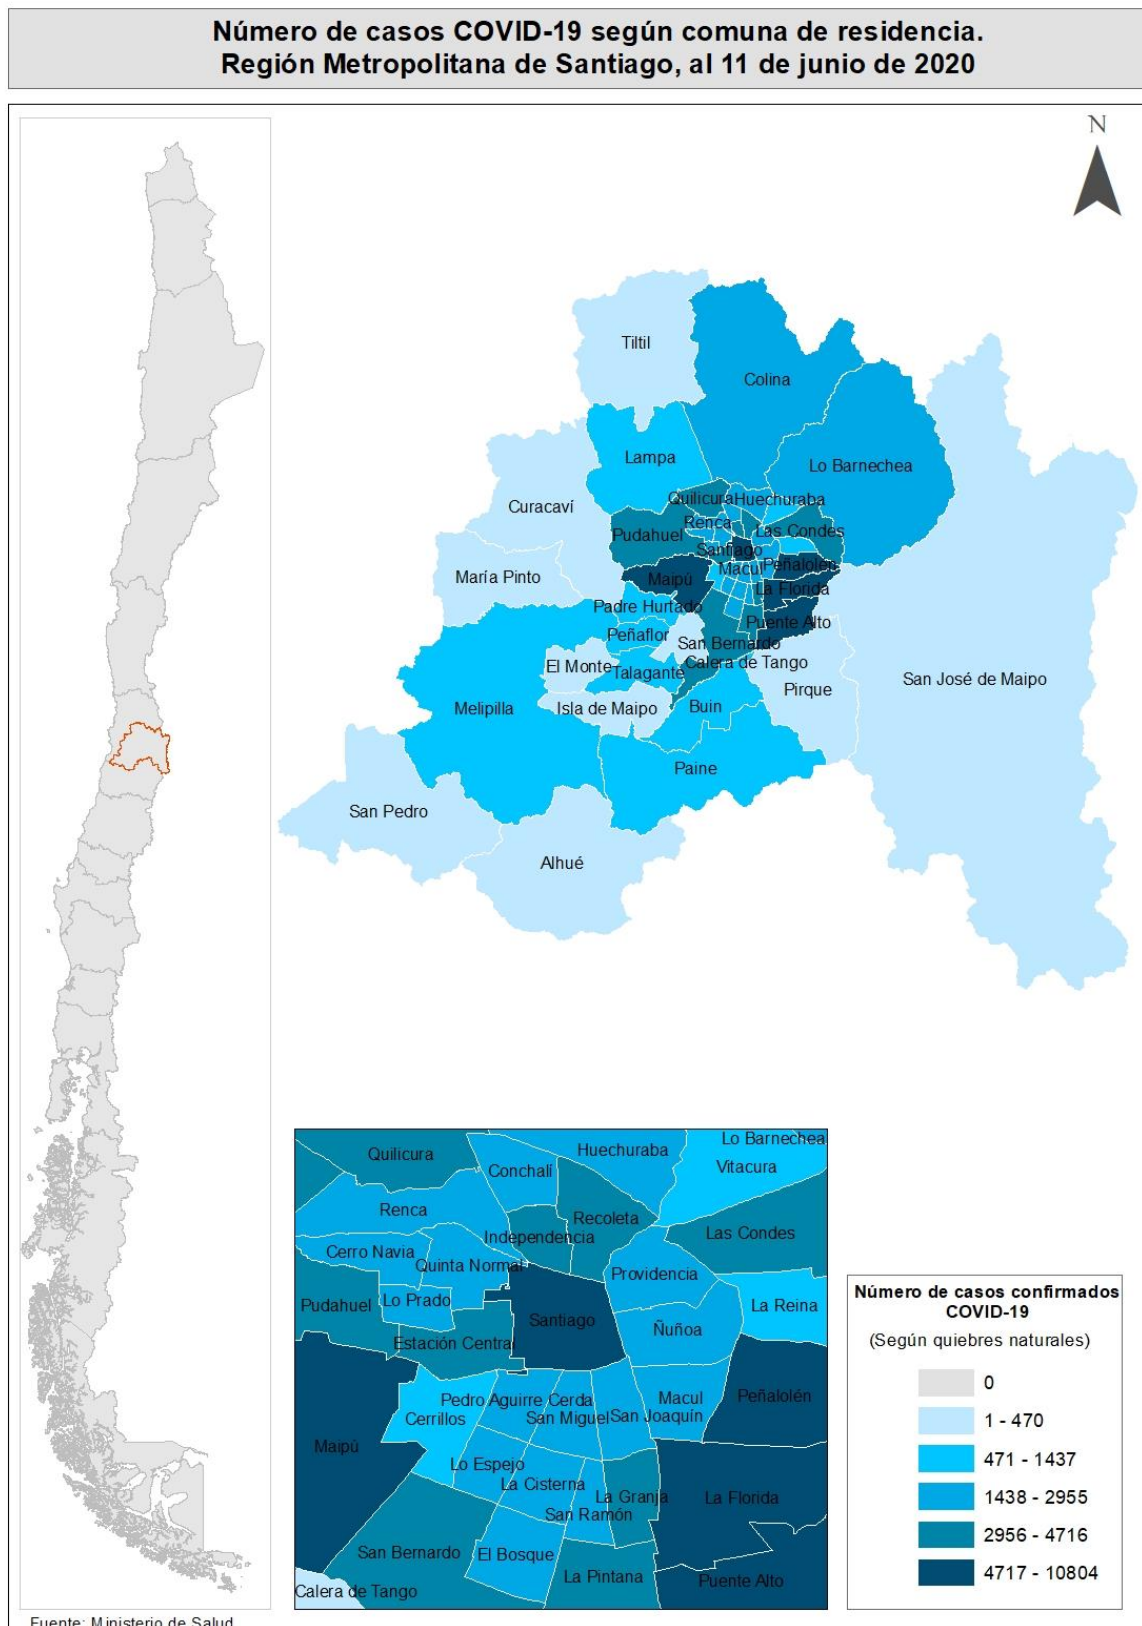 Número de casos COVID-19 según comuna de residencia.
Región Metropolitana de Santiago, al 11 de junio de 2020
N
Tiltil
Colina
Lampa
Lo Barnechea
Curacaví
Quilicura
Huechuraba
Renca
Las Condes
Pudahuel
Santiago
María Pinto
Maipú
Macul
Peñalolén
La Florida
Padre Hurtado
Peñaflor
Puente Alto
San Bernardo
El Monte
Talagante
Calera de Tango
San José de Maipo
Pirque
Melipilla
Isla de Maipo
Buin
Paine
San Pedro
Alhué
Lo Barnechea
Quilicura
Huechuraba
Conchalí
Vitacura
Renca
Recoleta
Las Condes
Independencia
Cerro Navia
Quinta Normal
Providencia
Pudahuel
Lo Prado
La Reina
Santiago
Ñuñoa
Estación Central
Peñalolén
Pedro Aguirre Cerda
Macul
Cerrillos
San Miguel
San Joaquín
Maipú
Lo Espejo
La Cisterna
La Granja
La Florida
San Ramón
San Bernardo
El Bosque
La Pintana
Puente Alto
Calera de Tango
Número de casos confirmados
COVID-19
(Según quiebres naturales)
0
1 - 470
471 - 1437
1438 - 2955
2956 - 4716
4717 - 10804
Fuente: Ministerio de Salud